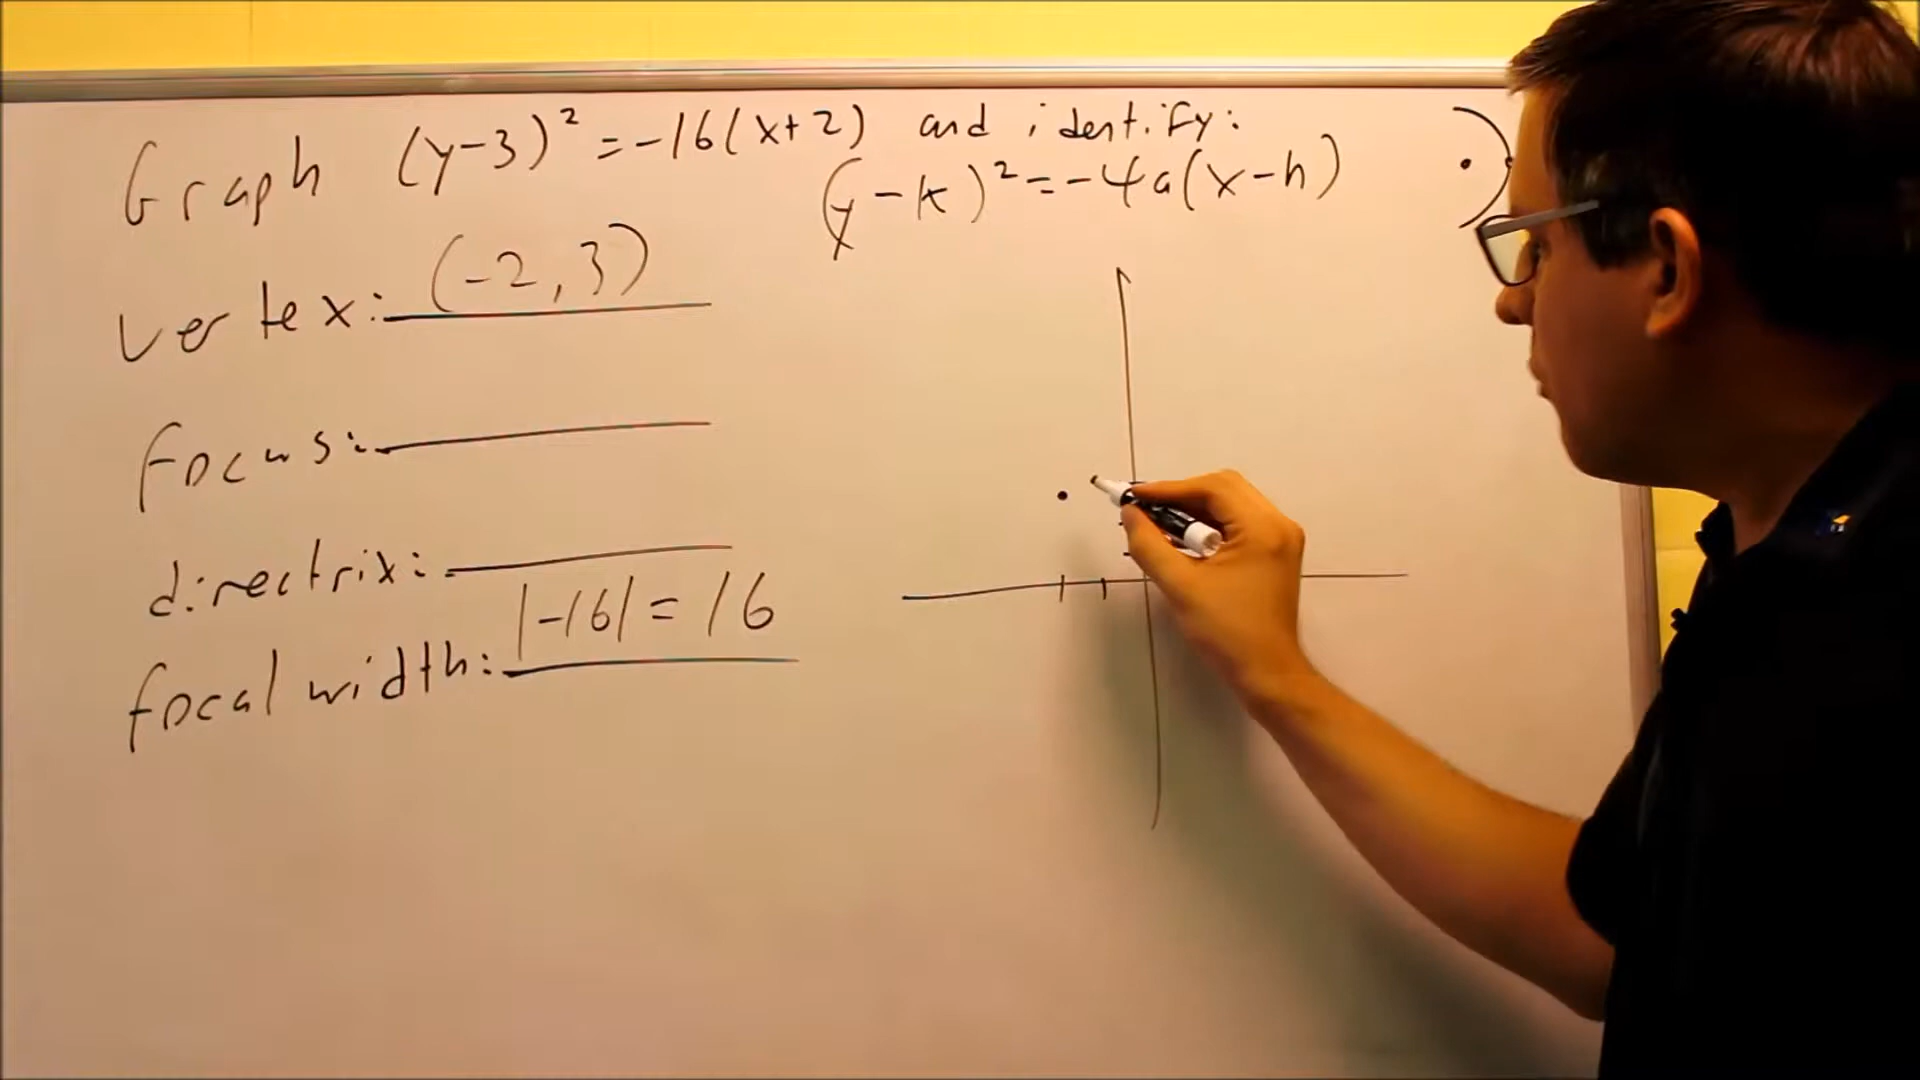 Graph (y-3)² = -16(x+2) and identify:
(y-k)² = -4a(x-h)
vertex: (-2,3)
focus:
directrix:
focal width: |-16| = 16